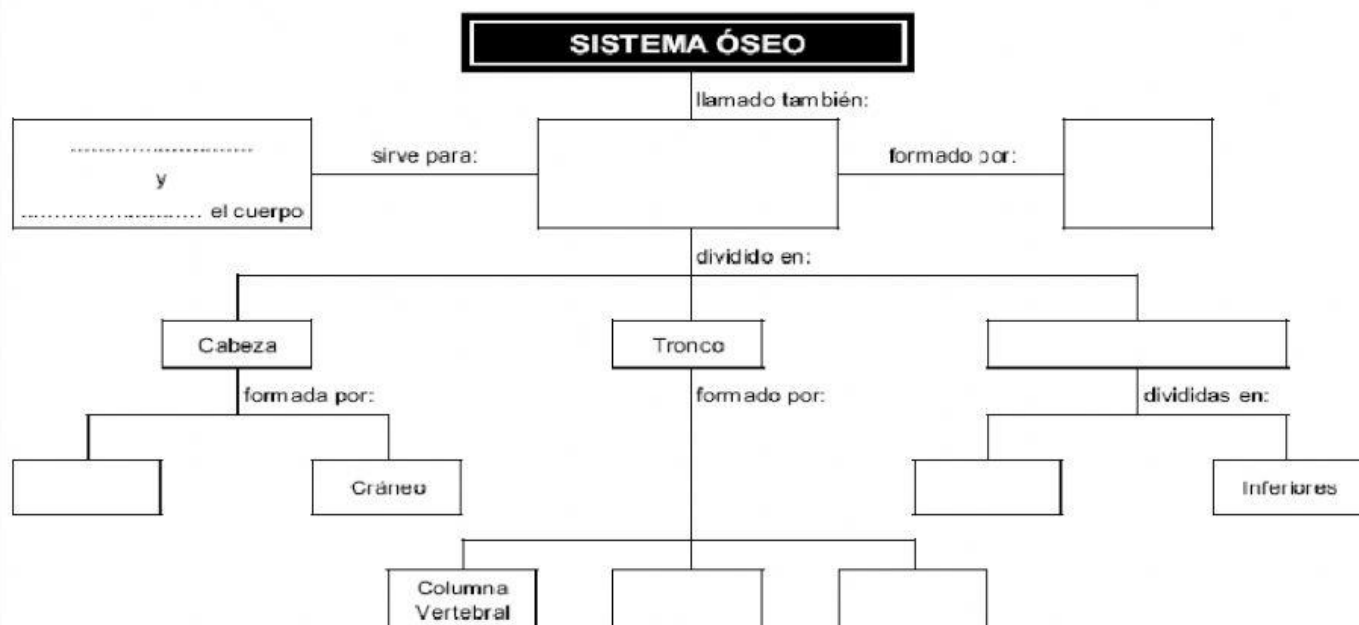 SISTEMA ÓSEO
llamado también:
..............................
y
.............................. el cuerpo
sirve para:
formado por:
dividido en:
Cabeza
Tronco
formada por:
formado por:
divididas en:
Cráneo
Inferiores
Columna
Vertebral